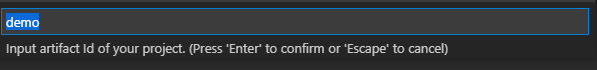 demo
Input artifact Id of your project. (Press 'Enter' to confirm or 'Escape' to cancel)